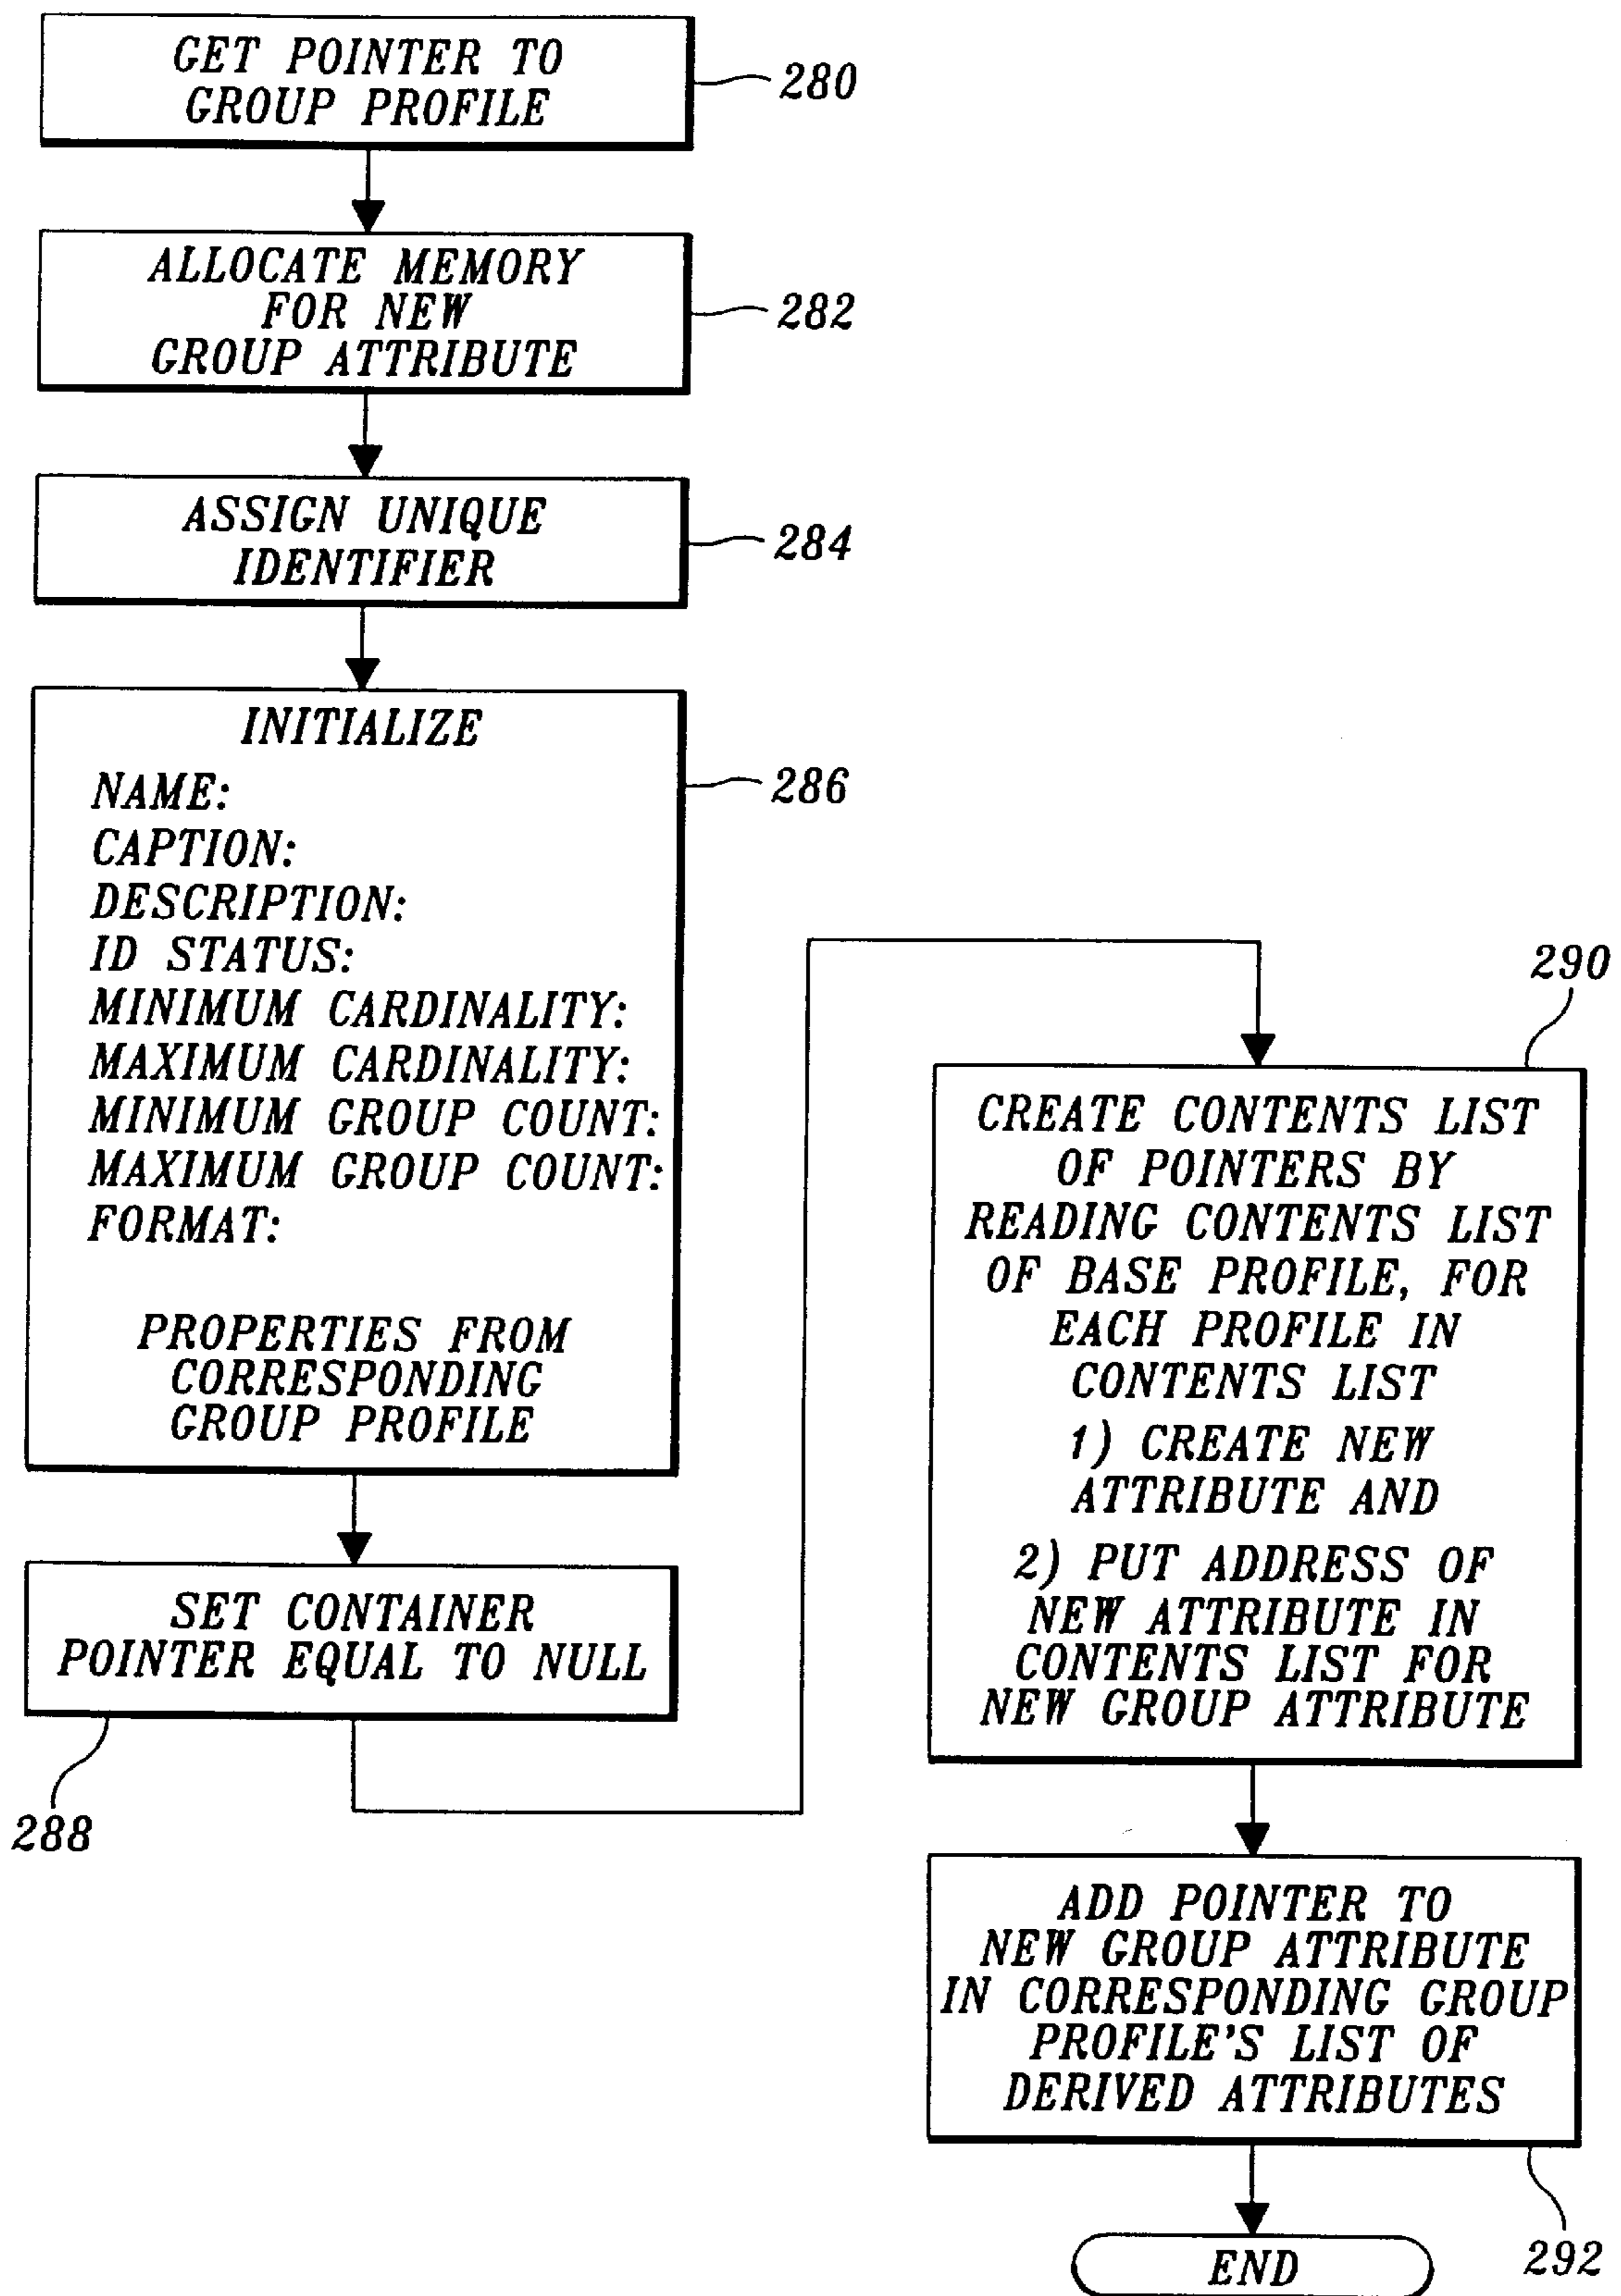 GET POINTER TO
GROUP PROFILE
280
ALLOCATE MEMORY
FOR NEW
GROUP ATTRIBUTE
282
ASSIGN UNIQUE
IDENTIFIER
284
INITIALIZE
286
NAME:
CAPTION:
DESCRIPTION:
ID STATUS:
MINIMUM CARDINALITY:
MAXIMUM CARDINALITY:
MINIMUM GROUP COUNT:
MAXIMUM GROUP COUNT:
FORMAT:
PROPERTIES FROM
CORRESPONDING
GROUP PROFILE
SET CONTAINER
POINTER EQUAL TO NULL
288
290
CREATE CONTENTS LIST
OF POINTERS BY
READING CONTENTS LIST
OF BASE PROFILE, FOR
EACH PROFILE IN
CONTENTS LIST
1) CREATE NEW
ATTRIBUTE AND
2) PUT ADDRESS OF
NEW ATTRIBUTE IN
CONTENTS LIST FOR
NEW GROUP ATTRIBUTE
ADD POINTER TO
NEW GROUP ATTRIBUTE
IN CORRESPONDING GROUP
PROFILE'S LIST OF
DERIVED ATTRIBUTES
292
END